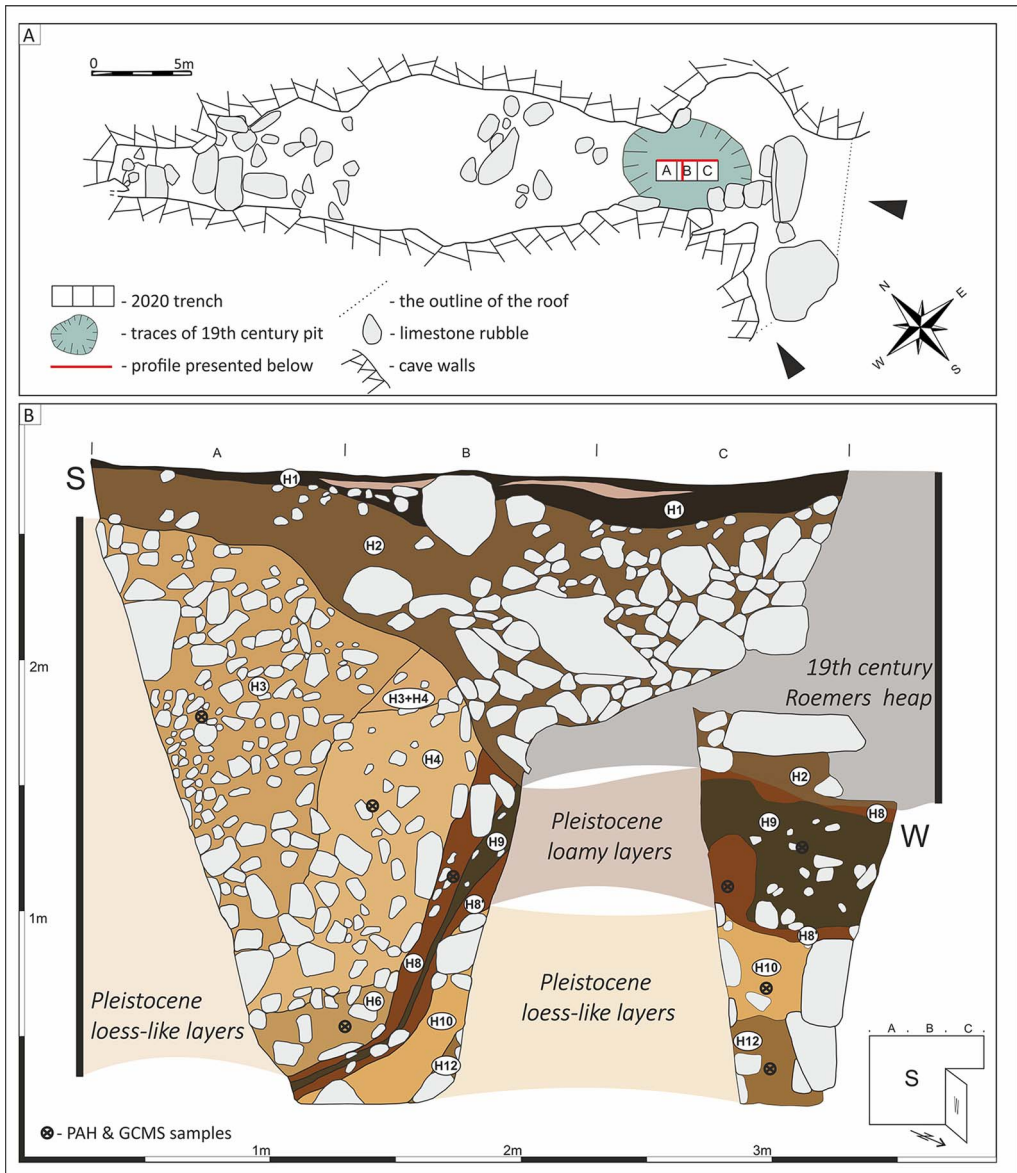 A
0 5m
A B C
- 2020 trench
- the outline of the roof
- traces of 19th century pit
- limestone rubble
- profile presented below
- cave walls
N E
W S
B
A B C
S
H1
H1
H2
2m
H3
H3+H4
19th century
Roemers heap
H4
H2
Pleistocene
loamy layers
H9
H8
W
H9
1m
H8'
H8'
H8
H10
Pleistocene
loess-like layers
H6
Pleistocene
loess-like layers
H10
H12
H12
. A . B . C .
S
W
⊗ - PAH & GCMS samples
1m 2m 3m